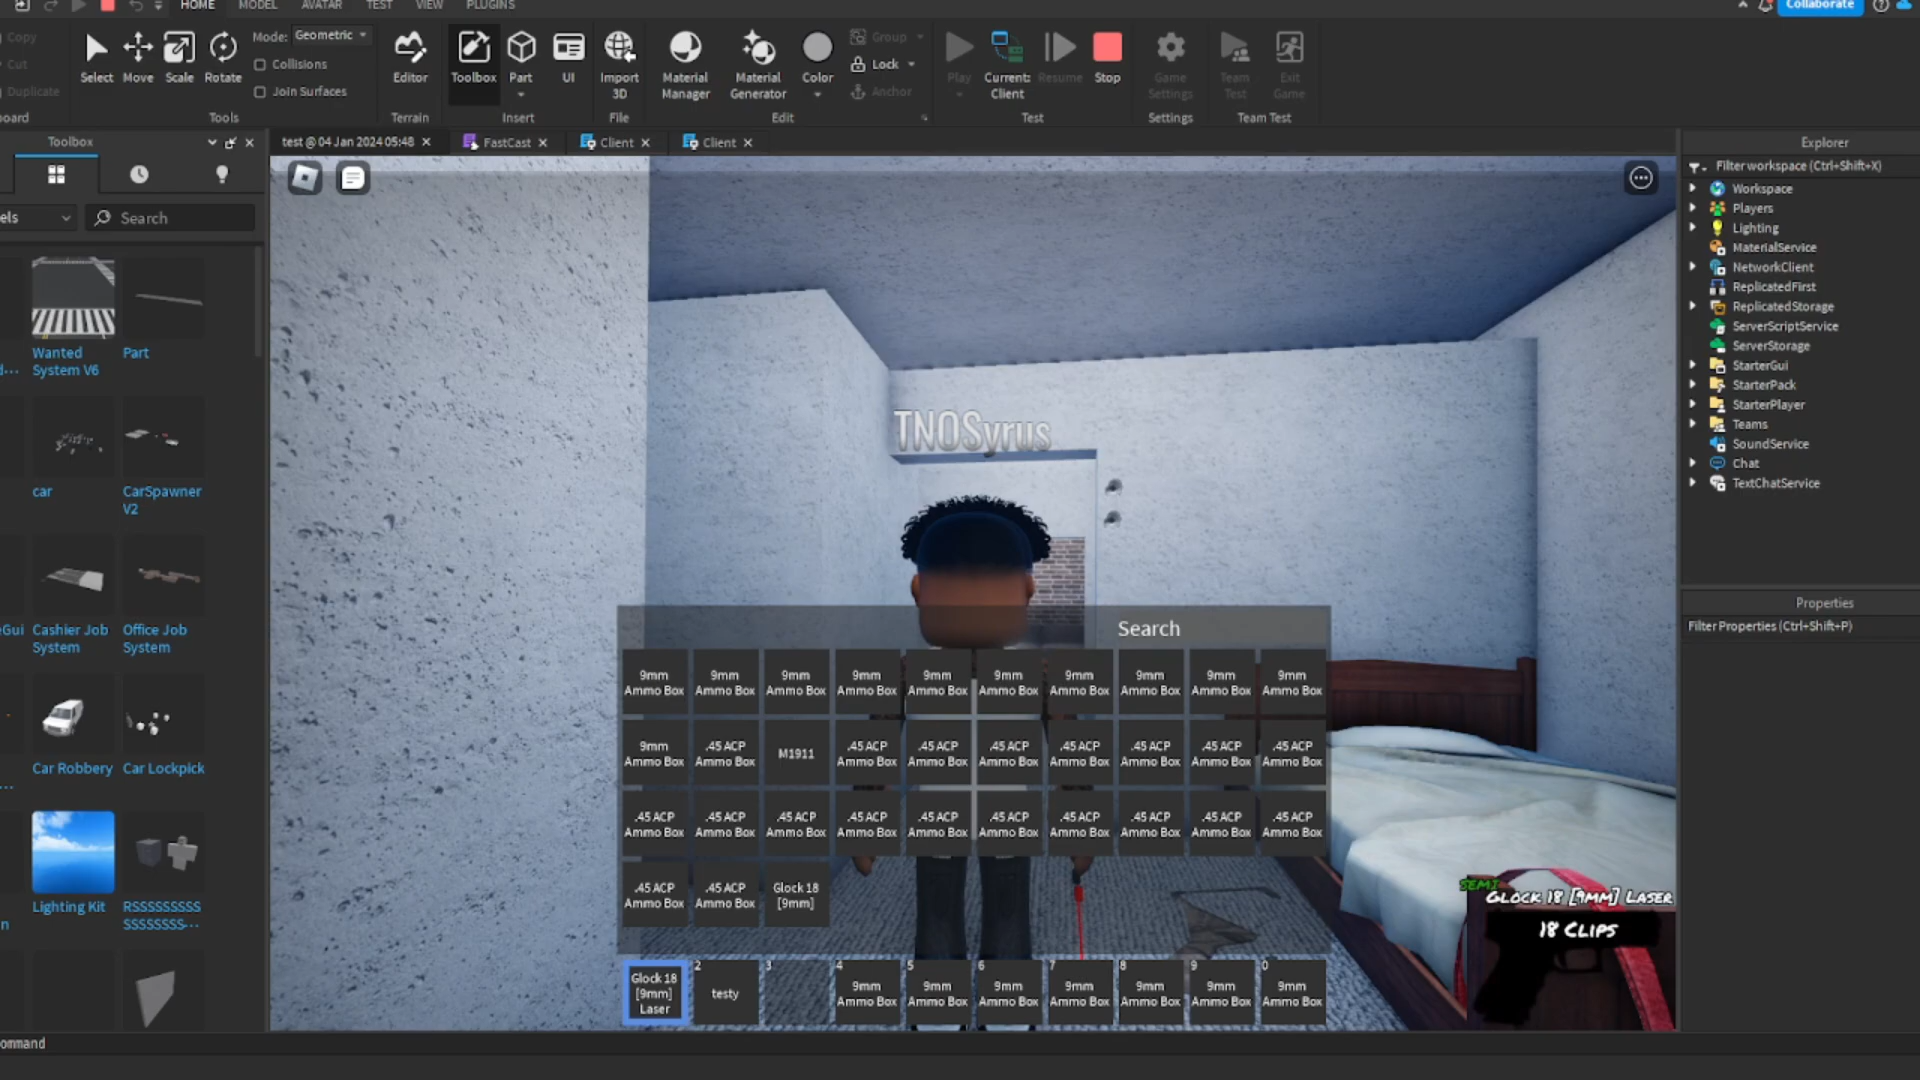 HOME MODEL AVATAR TEST VIEW PLUGINS
Collaborate
Copy
Cut
Duplicate
Select Move Scale Rotate
Mode: Geometric
Collisions
Join Surfaces
Editor
Toolbox
Part
UI
Import
3D
Material
Manager
Material
Generator
Color
Group
Lock
Anchor
Play
Current:
Client
Resume
Stop
Game
Settings
Team
Test
Exit
Game
oard
Tools
Terrain
Insert
File
Edit
Test
Settings
Team Test
Toolbox
test @ 04 Jan 2024 05:48
FastCast
Client
Client
Explorer
els
Search
Wanted
System V6
Part
car
CarSpawner
V2
eGui
Cashier Job
System
Office Job
System
Car Robbery
Car Lockpick
Lighting Kit
RSSSSSSSSS
SSSSSSSSS...
TNOSyrus
Search
9mm
Ammo Box
9mm
Ammo Box
9mm
Ammo Box
9mm
Ammo Box
9mm
Ammo Box
9mm
Ammo Box
9mm
Ammo Box
9mm
Ammo Box
9mm
Ammo Box
9mm
Ammo Box
9mm
Ammo Box
.45 ACP
Ammo Box
M1911
.45 ACP
Ammo Box
.45 ACP
Ammo Box
.45 ACP
Ammo Box
.45 ACP
Ammo Box
.45 ACP
Ammo Box
.45 ACP
Ammo Box
.45 ACP
Ammo Box
.45 ACP
Ammo Box
.45 ACP
Ammo Box
.45 ACP
Ammo Box
.45 ACP
Ammo Box
.45 ACP
Ammo Box
.45 ACP
Ammo Box
.45 ACP
Ammo Box
.45 ACP
Ammo Box
.45 ACP
Ammo Box
.45 ACP
Ammo Box
.45 ACP
Ammo Box
.45 ACP
Ammo Box
Glock 18
[9mm]
Glock 18
[9mm]
Laser
2
testy
3
4
9mm
Ammo Box
5
9mm
Ammo Box
6
9mm
Ammo Box
7
9mm
Ammo Box
8
9mm
Ammo Box
9
9mm
Ammo Box
0
9mm
Ammo Box
SEMI
GLOCK 18 [9MM] LASER
18 CLIPS
Filter workspace (Ctrl+Shift+X)
Workspace
Players
Lighting
MaterialService
NetworkClient
ReplicatedFirst
ReplicatedStorage
ServerScriptService
ServerStorage
StarterGui
StarterPack
StarterPlayer
Teams
SoundService
Chat
TextChatService
Properties
Filter Properties (Ctrl+Shift+P)
ommand